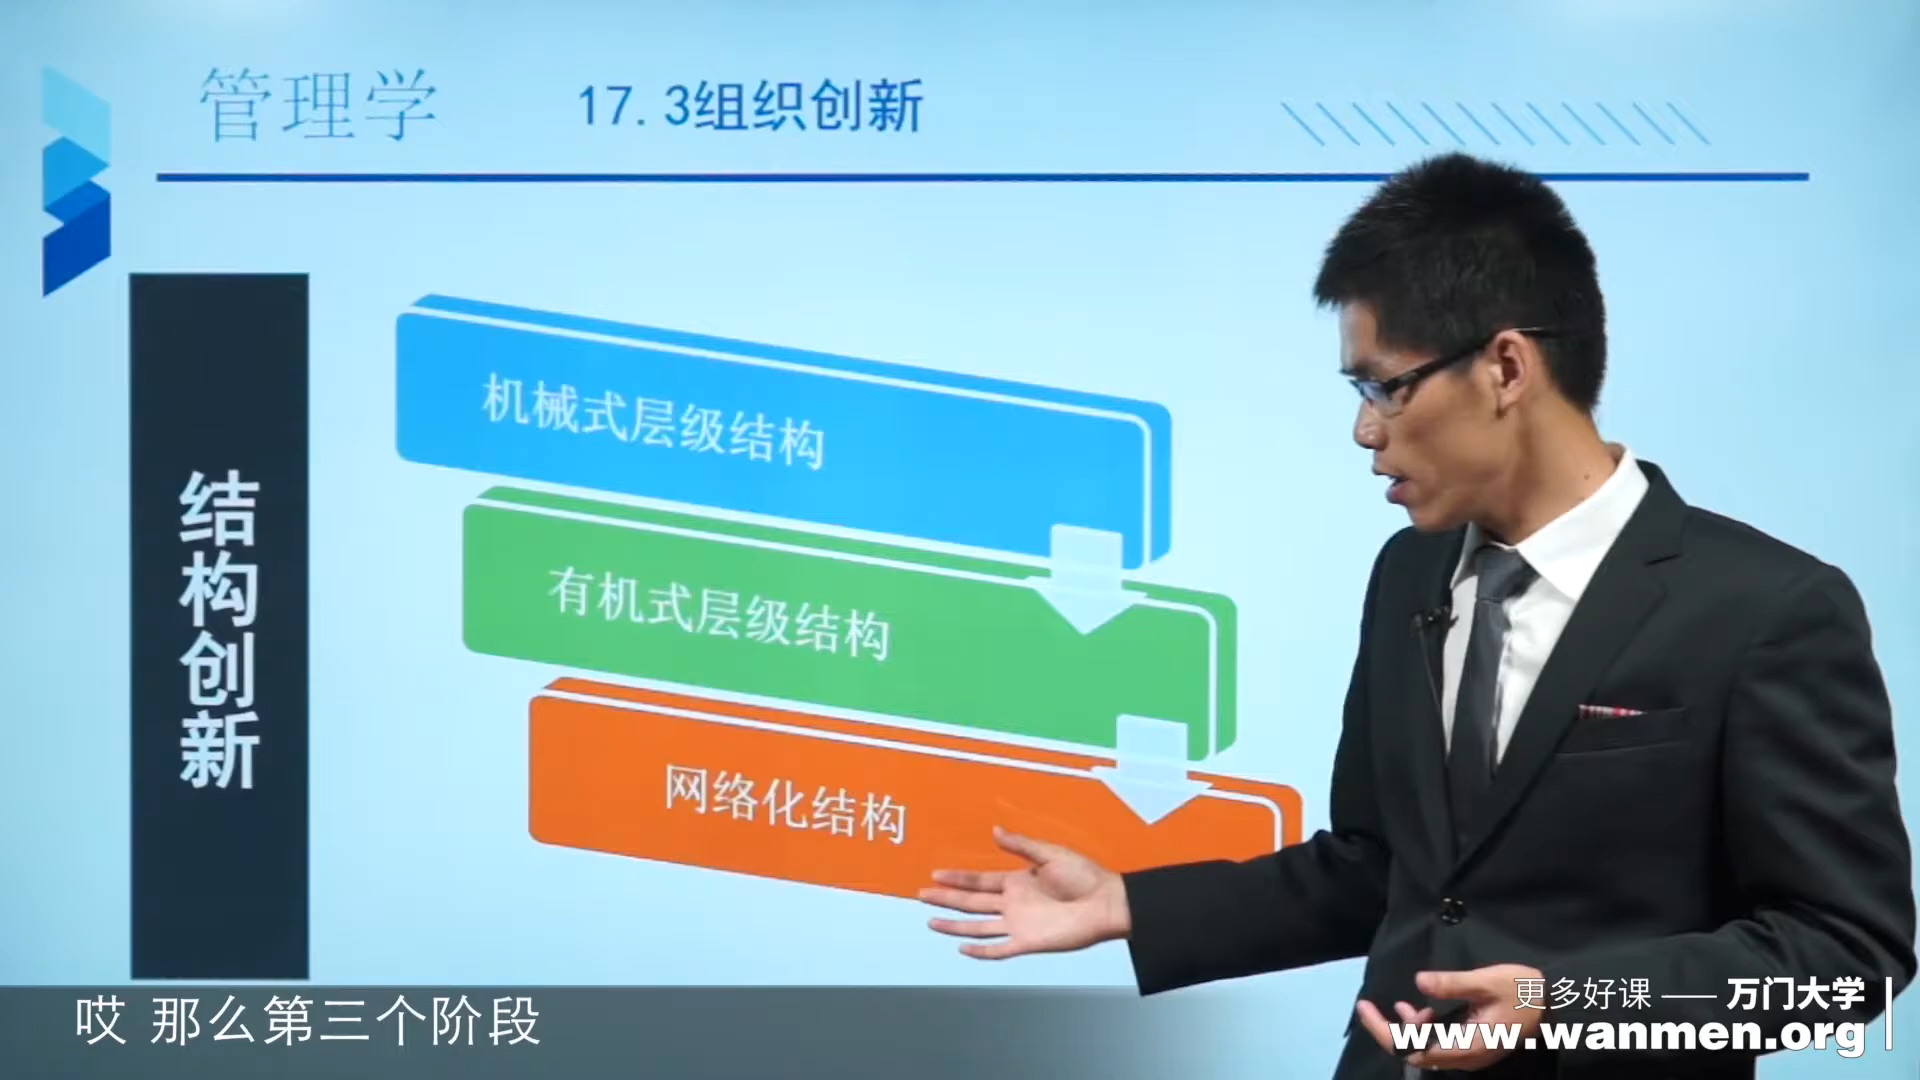 管理学
17.3组织创新
结构创新
机械式层级结构
有机式层级结构
网络化结构
哎 那么第三个阶段
更多好课 —— 万门大学
www.wanmen.org